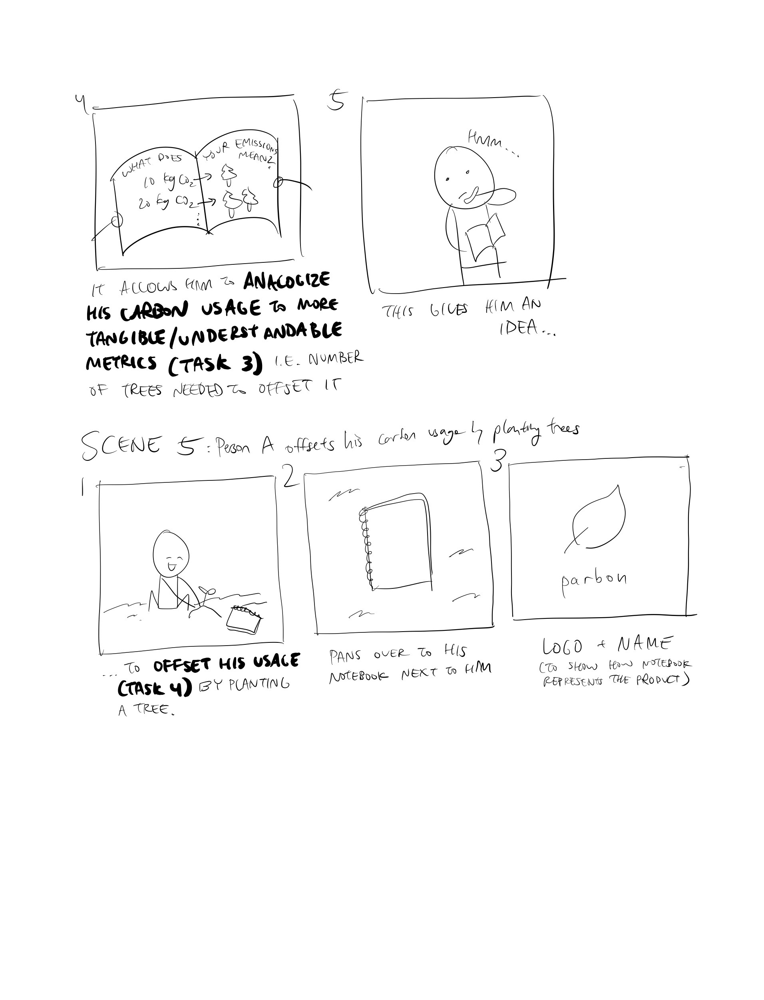 4
WHAT DOES YOUR EMISSIONS
MEAN?
10 kg CO2 →
20 kg CO2 →
IT ALLOWS HIM TO ANALOGIZE
HIS CARBON USAGE TO MORE
TANGIBLE/UNDERSTANDABLE
METRICS (TASK 3) I.E. NUMBER
OF TREES NEEDED TO OFFSET IT
5
HMM...
THIS GIVES HIM AN
IDEA...
SCENE 5: Person A offsets his carbon usage by planting trees
1
... TO OFFSET HIS USAGE
(TASK 4) BY PLANTING
A TREE.
2
PANS OVER TO HIS
NOTEBOOK NEXT TO HIM
3
parbon
LOGO + NAME
(TO SHOW HOW NOTEBOOK
REPRESENTS THE PRODUCT)